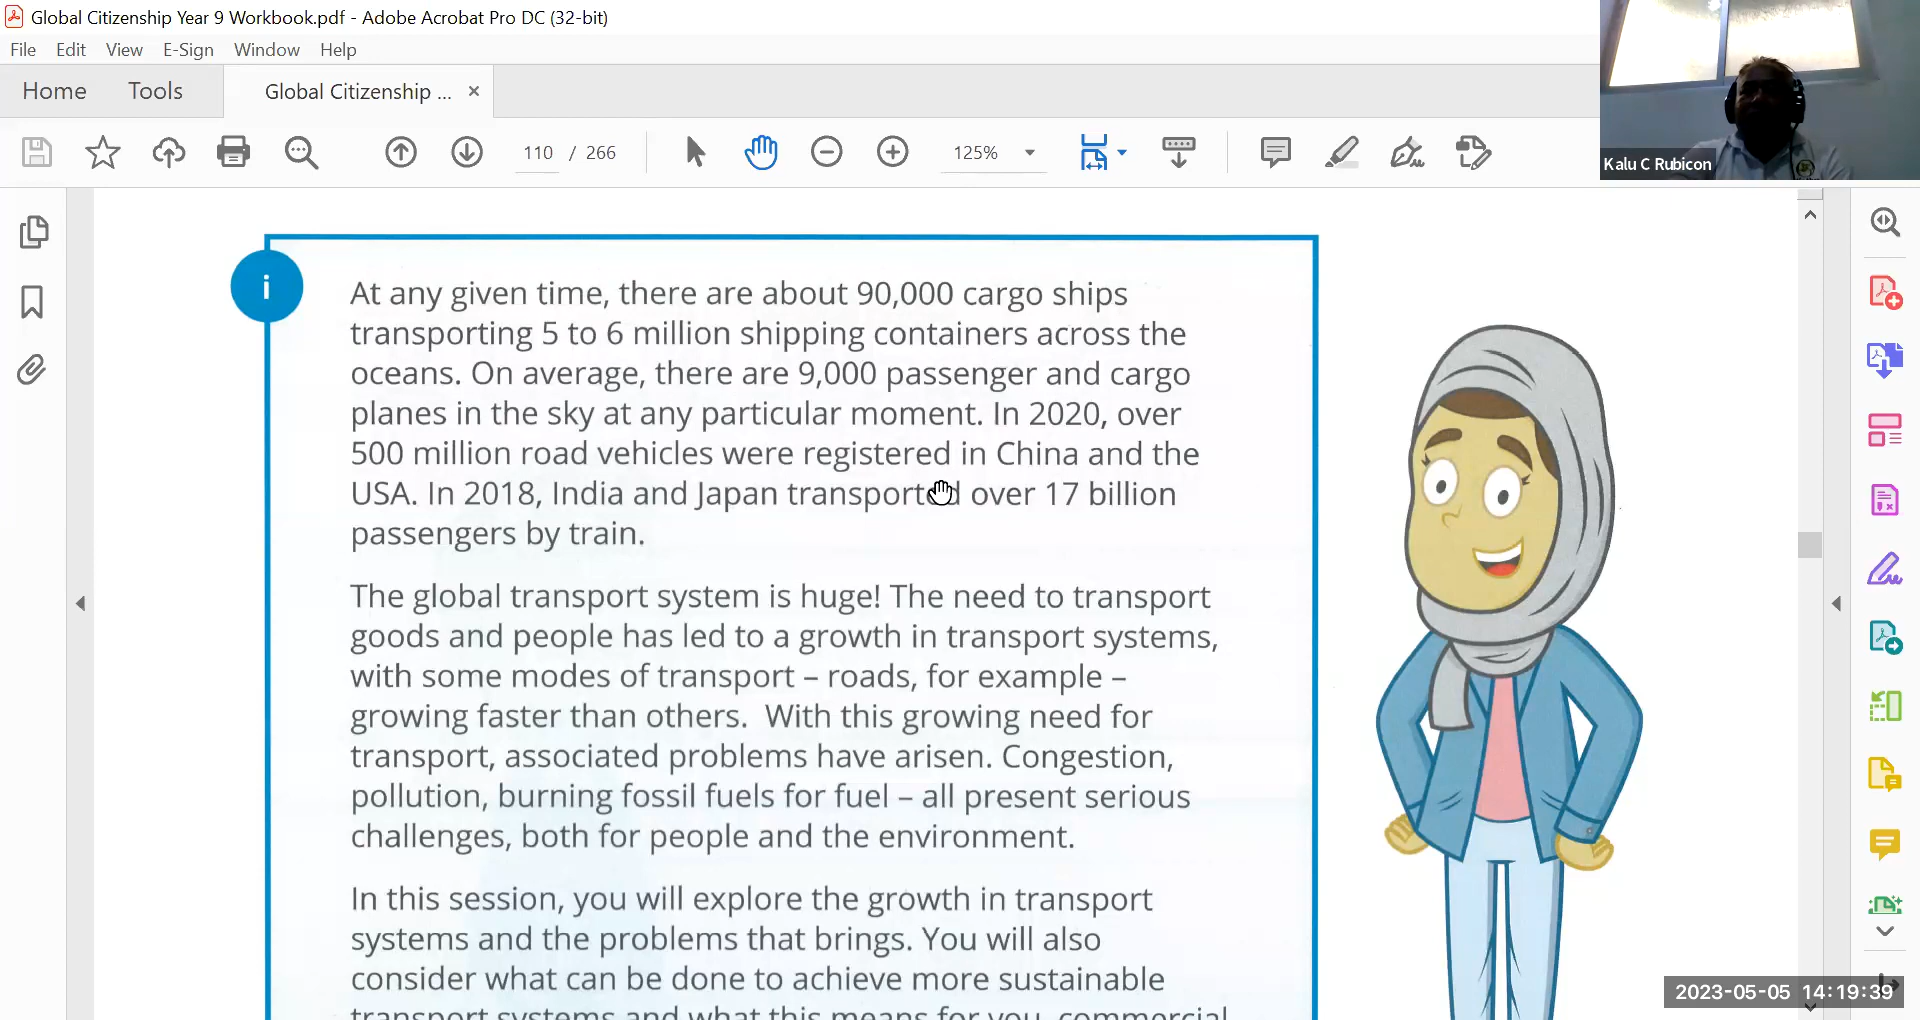 Global Citizenship Year 9 Workbook.pdf - Adobe Acrobat Pro DC (32-bit)
File Edit View E-Sign Window Help
Home Tools Global Citizenship ... ×
110 / 266 125%
Kalu C Rubicon
i
At any given time, there are about 90,000 cargo ships
transporting 5 to 6 million shipping containers across the
oceans. On average, there are 9,000 passenger and cargo
planes in the sky at any particular moment. In 2020, over
500 million road vehicles were registered in China and the
USA. In 2018, India and Japan transported over 17 billion
passengers by train.
The global transport system is huge! The need to transport
goods and people has led to a growth in transport systems,
with some modes of transport – roads, for example –
growing faster than others. With this growing need for
transport, associated problems have arisen. Congestion,
pollution, burning fossil fuels for fuel – all present serious
challenges, both for people and the environment.
In this session, you will explore the growth in transport
systems and the problems that brings. You will also
consider what can be done to achieve more sustainable
transport systems and what this means for you, commercial
2023-05-05 14:19:39